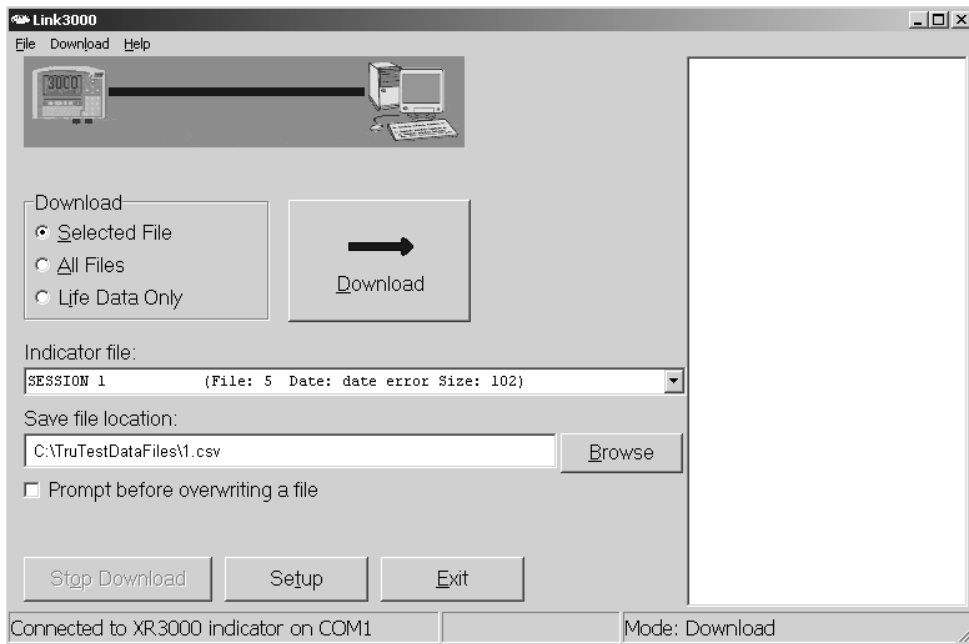 Link3000
File Download Help
3000
Download
Selected File
All Files
Life Data Only
Download
Indicator file:
SESSION 1 (File: 5 Date: date error Size: 102)
Save file location:
C:\TruTestDataFiles\1.csv
Browse
Prompt before overwriting a file
Stop Download Setup Exit
Connected to XR3000 indicator on COM1 Mode: Download